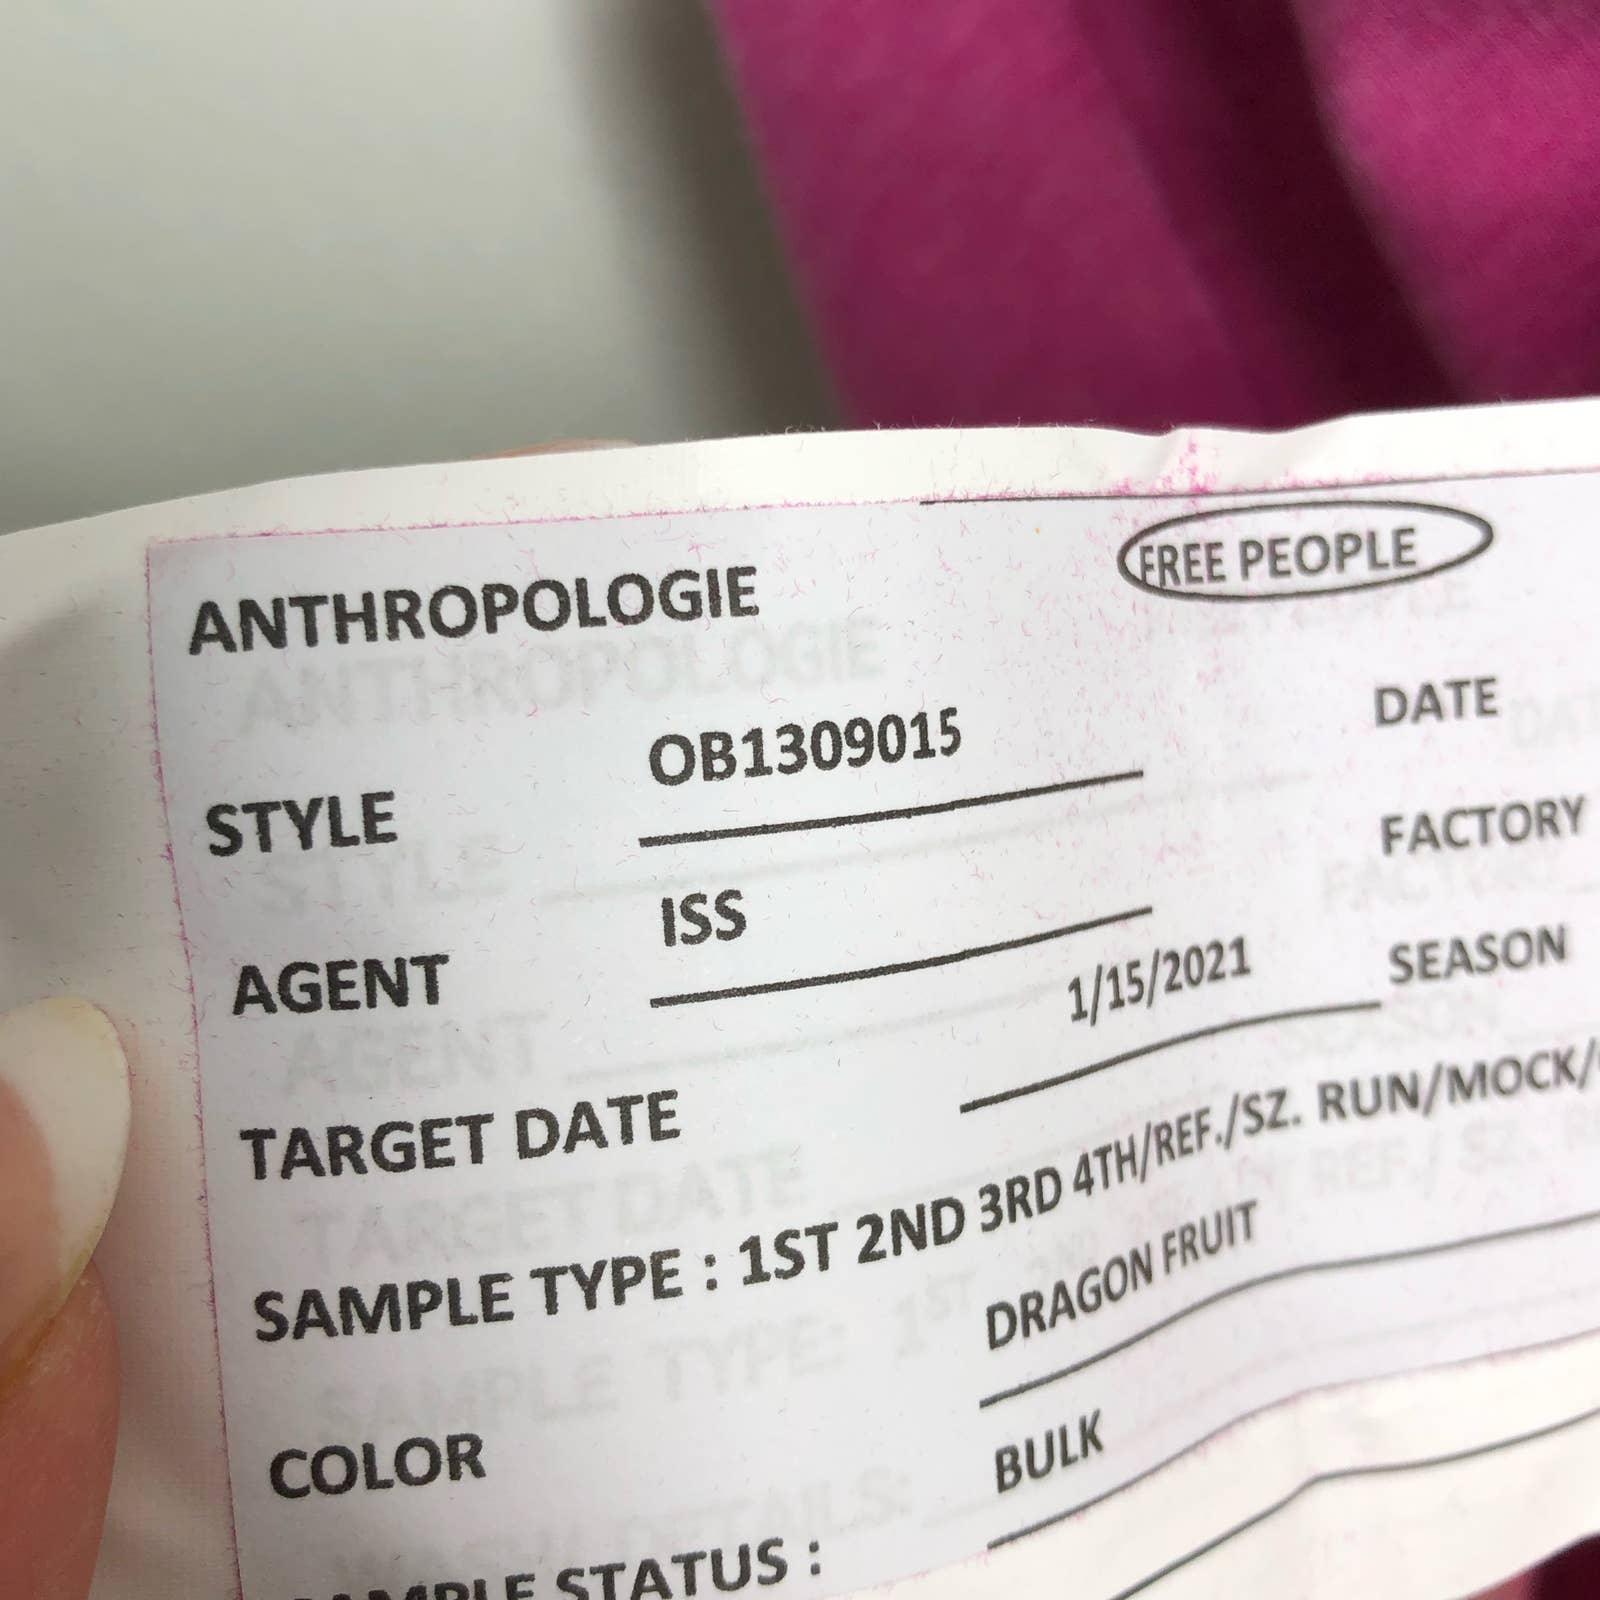 ANTHROPOLOGIE FREE PEOPLE
STYLE OB1309015 DATE
AGENT ISS FACTORY
TARGET DATE 1/15/2021 SEASON
SAMPLE TYPE : 1ST 2ND 3RD 4TH/REF./SZ. RUN/MOCK/
COLOR DRAGON FRUIT
SAMPLE STATUS : BULK